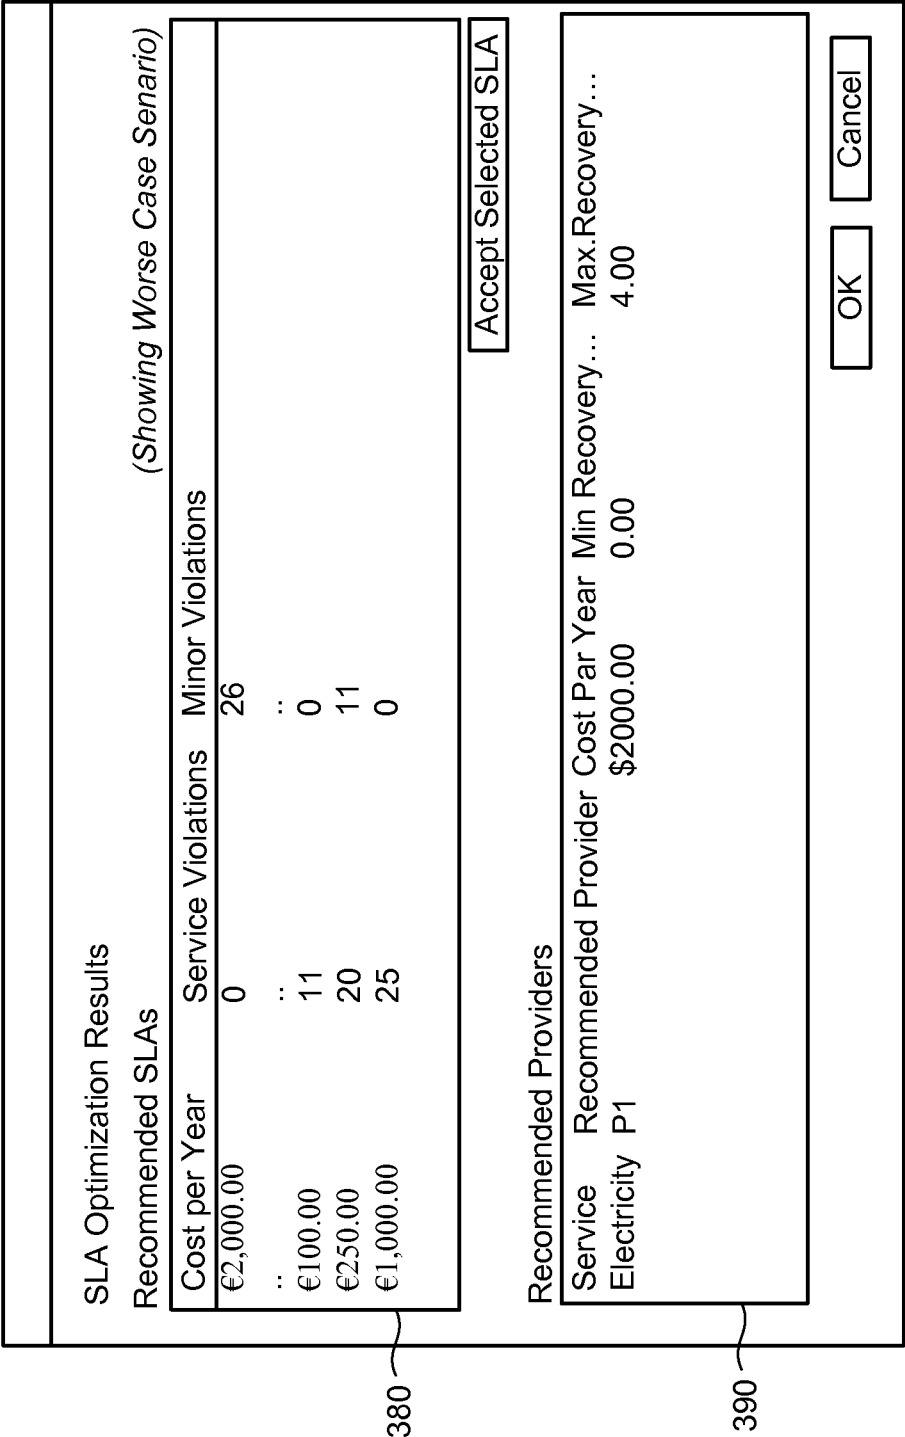 SLA Optimization Results
Recommended SLAs (Showing Worse Case Senario)
Cost per Year Service Violations Minor Violations
€2,000.00 0 26
.. .. ..
€100.00 11 0
€250.00 20 11
€1,000.00 25 0
380
Accept Selected SLA
Recommended Providers
Service Recommended Provider Cost Par Year Min Recovery... Max.Recovery...
Electricity P1 $2000.00 0.00 4.00
390
OK Cancel